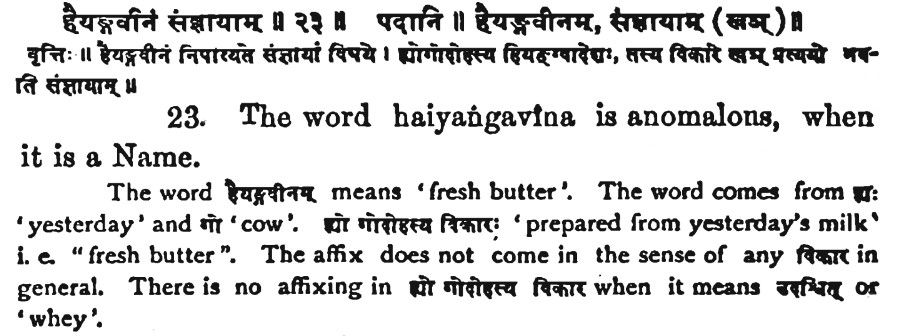 हैयङ्गवीनं संज्ञायाम् ॥ २३ ॥ पदानि ॥ हैयङ्गवीनम्, संज्ञायाम् (खञ्) ॥
वृत्तिः ॥ हैयङ्गवीनं निपात्यते संज्ञायां विषये । ह्योगोदोहस्य हियङ्ग्वादेशः, तस्य विकारे खञ् प्रत्ययो भव-
ति संज्ञायाम् ॥
23. The word haiyaṅgavîna is anomalons, when
it is a Name.
The word हैयङ्गवीनम् means ‘fresh butter’. The word comes from ह्यः
‘yesterday’ and गो ‘cow’. ह्यो गोदोहस्य विकारः ‘prepared from yesterday's milk‘
i. e. “fresh butter”. The affix does not come in the sense of any विकार in
general. There is no affixing in ह्यो गोदोहस्य विकार when it means उदश्वित् or
‘whey’.